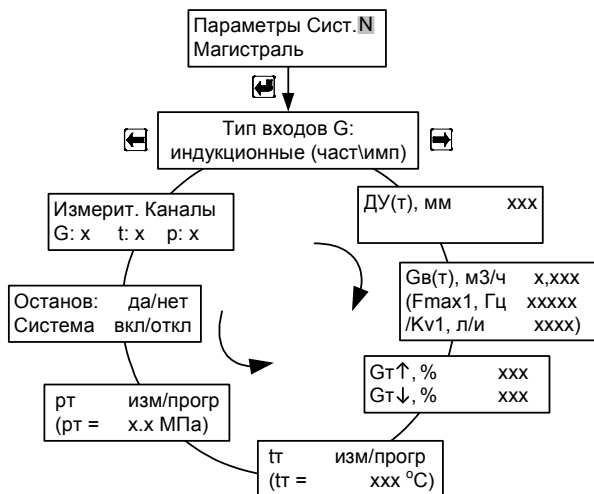 Параметры Сист.N
Магистраль
Тип входов G:
индукционные (част\имп)
Измерит. Каналы
G: x t: x p: x
ДУ(т), мм xxx
Gв(т), м3/ч x,xxx
(Fmax1, Гц xxxxx
/Kv1, л/и xxxx)
Останов: да/нет
Система вкл/откл
Gт↑, % xxx
Gт↓, % xxx
pт изм/прогр
(pт = x.x МПа)
tт изм/прогр
(tт = xxx °C)